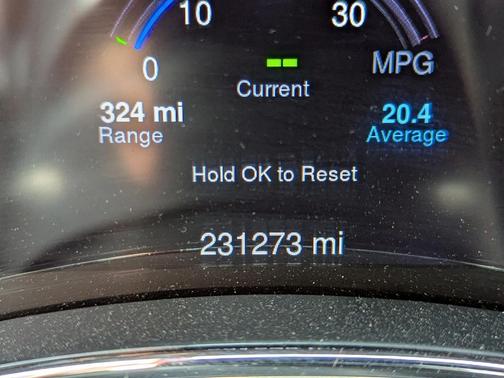 10 30
0 MPG
Current
324 mi 20.4
Range Average
Hold OK to Reset
231273 mi